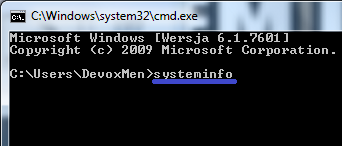 C:\Windows\system32\cmd.exe
Microsoft Windows [Wersja 6.1.7601]
Copyright (c) 2009 Microsoft Corporation.
C:\Users\DevoxMen>systeminfo